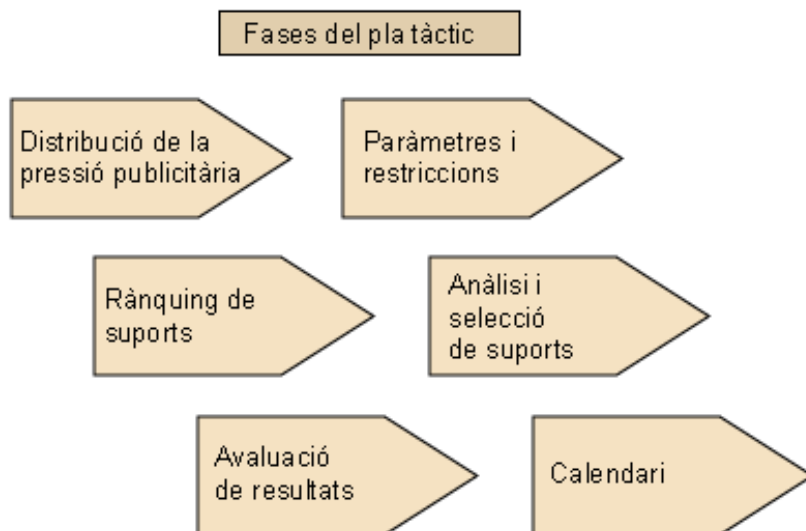 Fases del pla tàctic
Distribució de la
pressió publicitària
Paràmetres i
restriccions
Rànquing de
suports
Anàlisi i
selecció
de suports
Avaluació
de resultats
Calendari